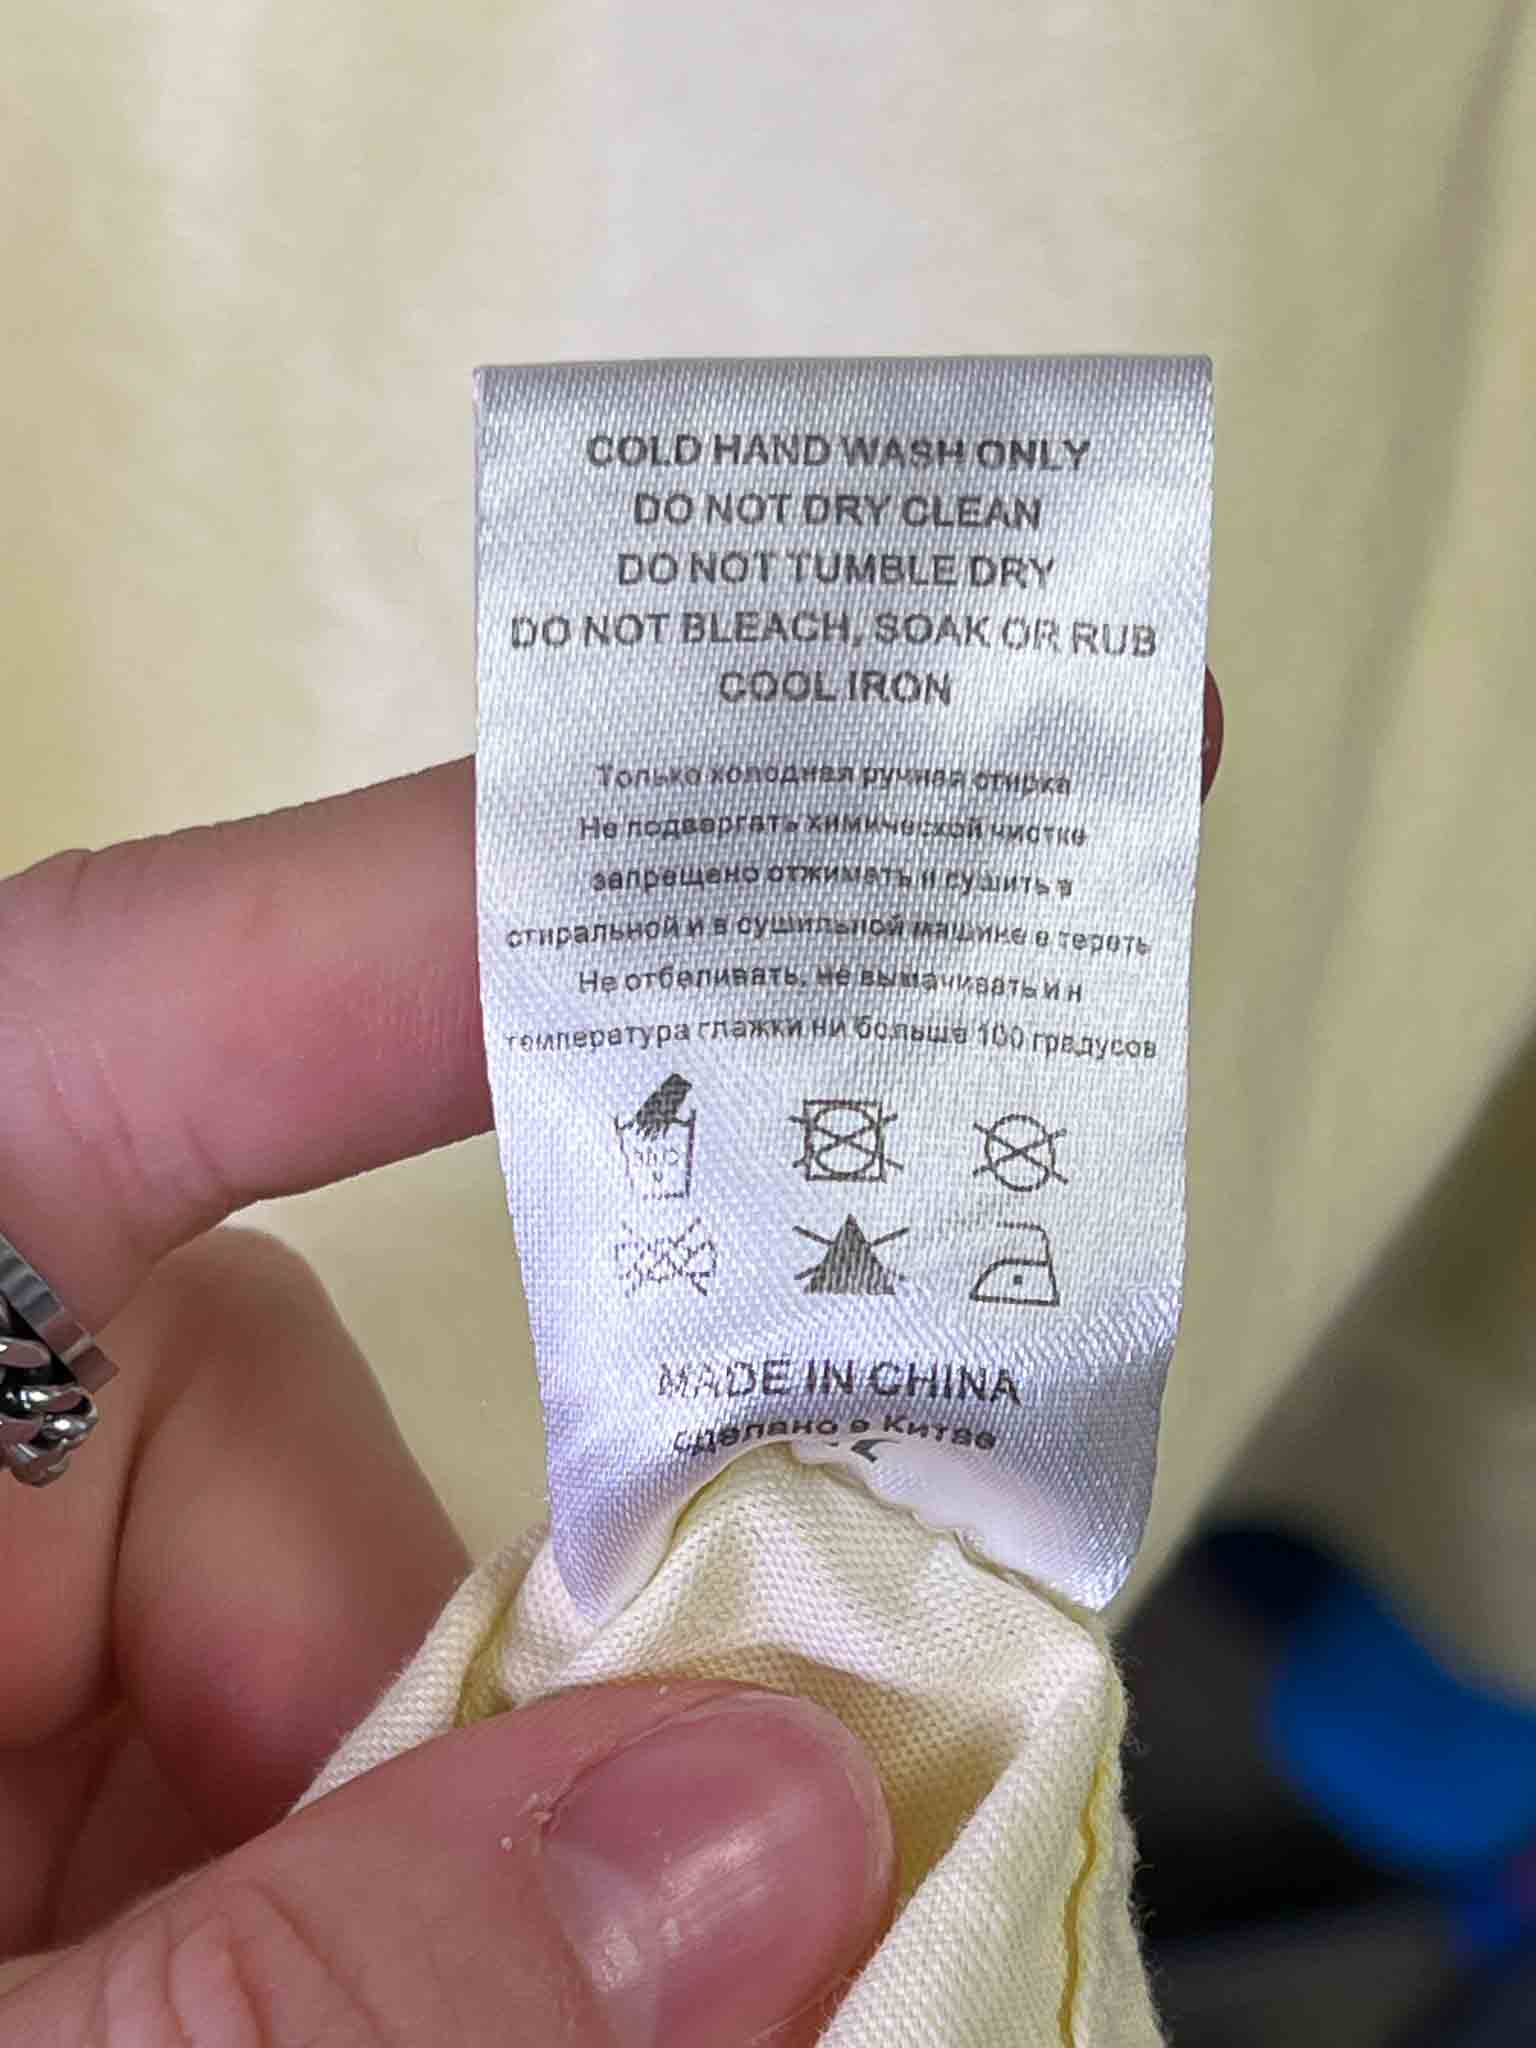 COLD HAND WASH ONLY
DO NOT DRY CLEAN
DO NOT TUMBLE DRY
DO NOT BLEACH, SOAK OR RUB
COOL IRON
Только холодная ручная стирка
Не подвергать химической чистке
запрещено отжимать и сушить в
стиральной и в сушильной машине е тереть
Не отбеливать, не вымачивать и н
температура глажки ни больше 100 градусов
MADE IN CHINA
сделано в Китае